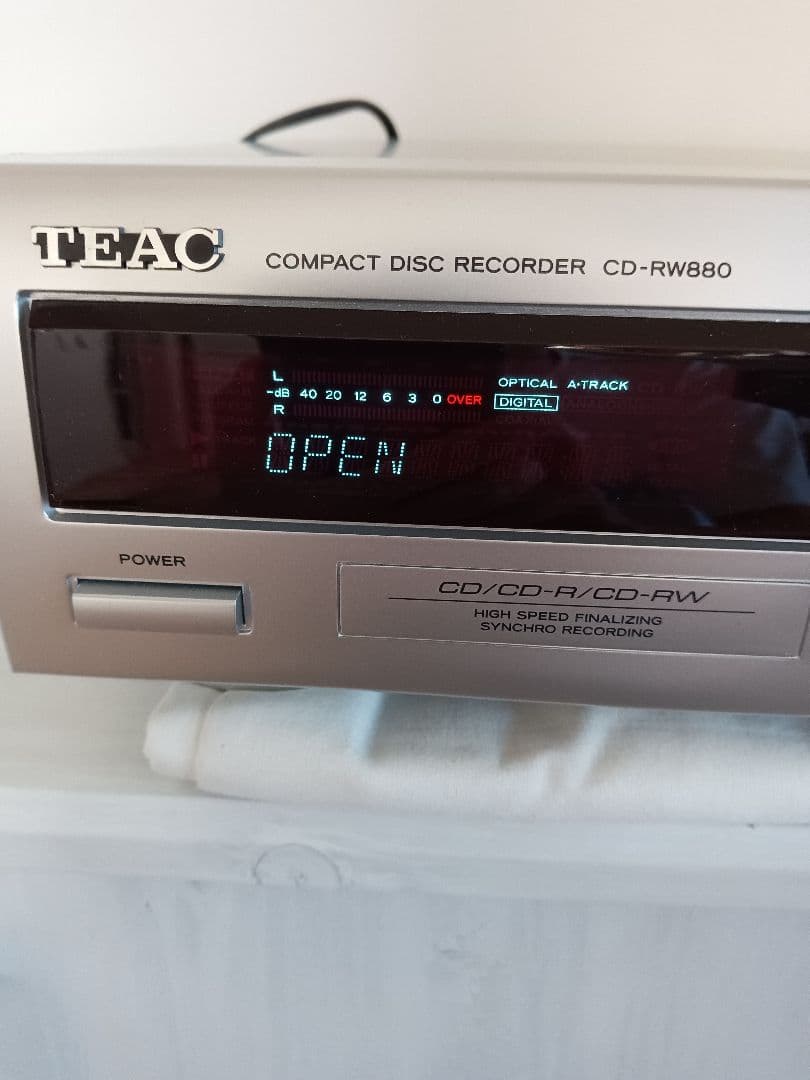 TEAC COMPACT DISC RECORDER CD-RW880
L
-dB 40 20 12 6 3 0 OVER
R
OPTICAL A•TRACK
DIGITAL
OPEN
POWER
CD/CD-R/CD-RW
HIGH SPEED FINALIZING
SYNCHRO RECORDING